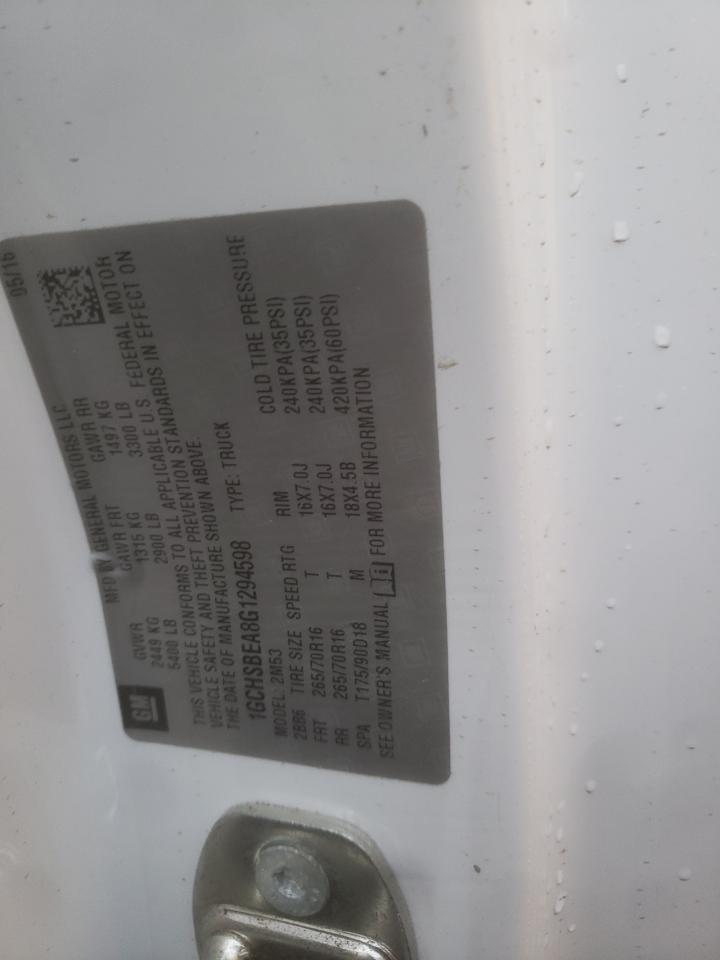 GM MFD BY GENERAL MOTORS LLC 05/16
GVWR GAWR FRT GAWR RR
2449 KG 1315 KG 1497 KG
5400 LB 2900 LB 3300 LB
THIS VEHICLE CONFORMS TO ALL APPLICABLE U.S. FEDERAL MOTOR
VEHICLE SAFETY AND THEFT PREVENTION STANDARDS IN EFFECT ON
THE DATE OF MANUFACTURE SHOWN ABOVE.
1GCHSBEA8G1294598 TYPE: TRUCK
MODEL: 2M53
2BB6 TIRE SIZE SPEED RTG RIM COLD TIRE PRESSURE
FRT 265/70R16 T 16X7.0J 240KPA(35PSI)
RR 265/70R16 T 16X7.0J 240KPA(35PSI)
SPA T175/90D18 M 18X4.5B 420KPA(60PSI)
SEE OWNER'S MANUAL FOR MORE INFORMATION